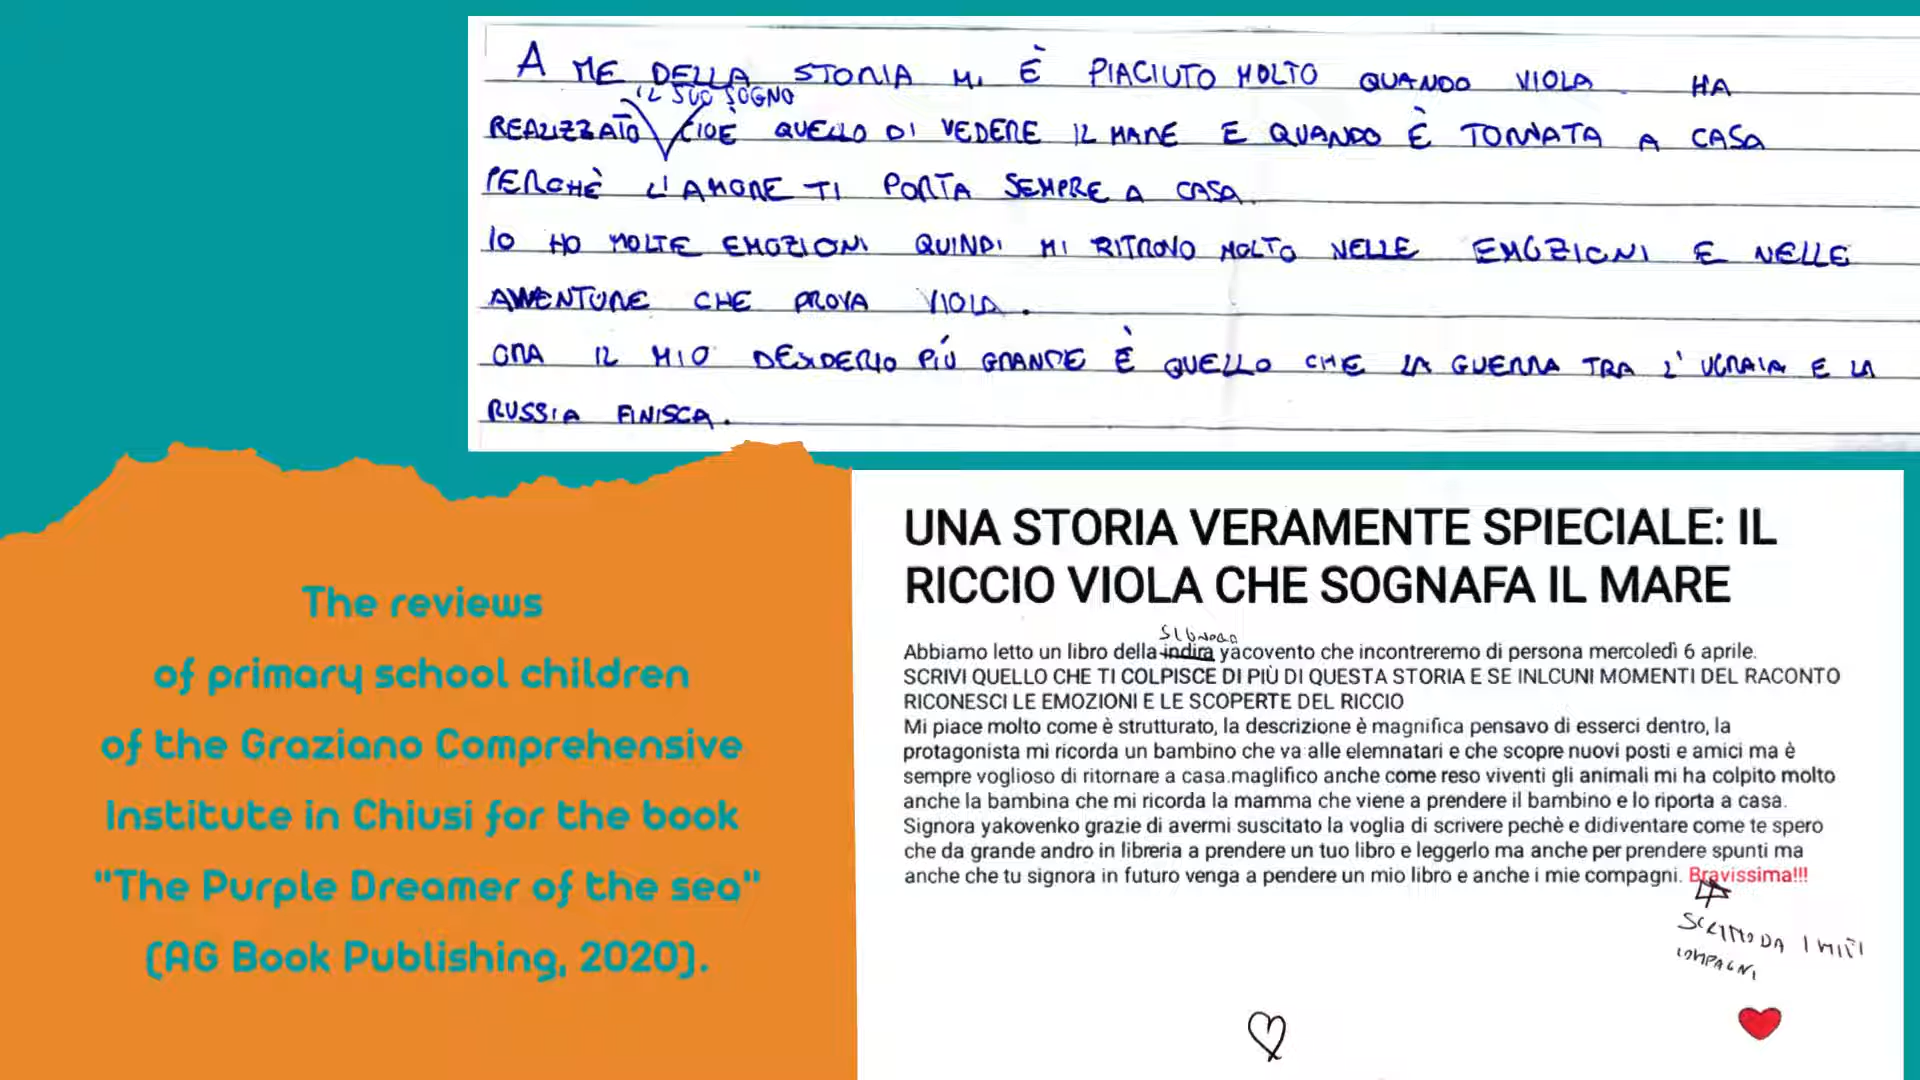 A ME DELLA STORIA MI È PIACIUTO MOLTO QUANDO VIOLA HA
IL SUO SOGNO
REALIZZATO CIOÈ QUELLO DI VEDERE IL MARE E QUANDO È TORNATA A CASA
PERCHÈ L'AMORE TI PORTA SEMPRE A CASA.
IO HO MOLTE EMOZIONI QUINDI MI RITROVO MOLTO NELLE EMOZIONI E NELLE
AVVENTURE CHE PROVA VIOLA.
ORA IL MIO DESIDERIO PIÚ GRANDE È QUELLO CHE LA GUERRA TRA L'UCRAIA E LA
RUSSIA FINISCA.
The reviews
of primary school children
of the Graziano Comprehensive
Institute in Chiusi for the book
"The Purple Dreamer of the sea"
(AG Book Publishing, 2020).
UNA STORIA VERAMENTE SPIECIALE: IL
RICCIO VIOLA CHE SOGNAFA IL MARE
Abbiamo letto un libro della indira yacovento che incontreremo di persona mercoledì 6 aprile.
SCRIVI QUELLO CHE TI COLPISCE DI PIÙ DI QUESTA STORIA E SE INLCUNI MOMENTI DEL RACONTO
RICONESCI LE EMOZIONI E LE SCOPERTE DEL RICCIO
Mi piace molto come è strutturato, la descrizione è magnifica pensavo di esserci dentro, la
protagonista mi ricorda un bambino che va alle elemnatari e che scopre nuovi posti e amici ma è
sempre voglioso di ritornare a casa.maglifico anche come reso viventi gli animali mi ha colpito molto
anche la bambina che mi ricorda la mamma che viene a prendere il bambino e lo riporta a casa.
Signora yakovenko grazie di avermi suscitato la voglia di scrivere pechè e didiventare come te spero
che da grande andro in libreria a prendere un tuo libro e leggerlo ma anche per prendere spunti ma
anche che tu signora in futuro venga a pendere un mio libro e anche i mie compagni. Bravissima!!!
DA I MIEI
COMPAGNI